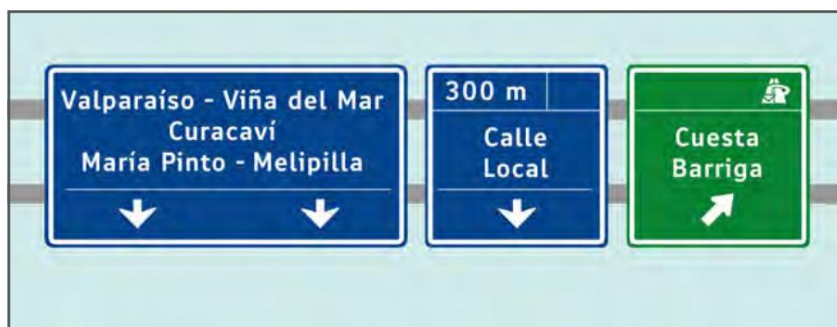 Valparaíso - Viña del Mar
Curacaví
María Pinto - Melipilla
300 m
Calle
Local
Cuesta
Barriga